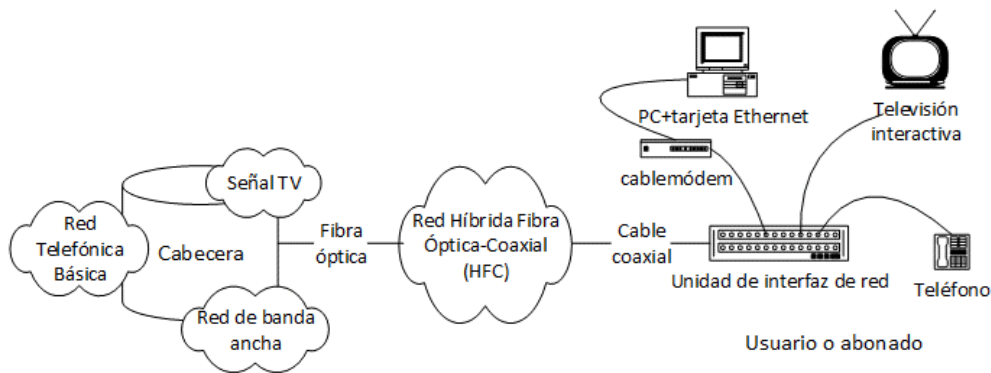 Red
Telefónica
Básica
Señal TV
Cabecera
Red de banda
ancha
Fibra
óptica
Red Híbrida Fibra
Óptica-Coaxial
(HFC)
Cable
coaxial
PC+tarjeta Ethernet
cablemódem
Televisión
interactiva
Unidad de interfaz de red
Teléfono
Usuario o abonado